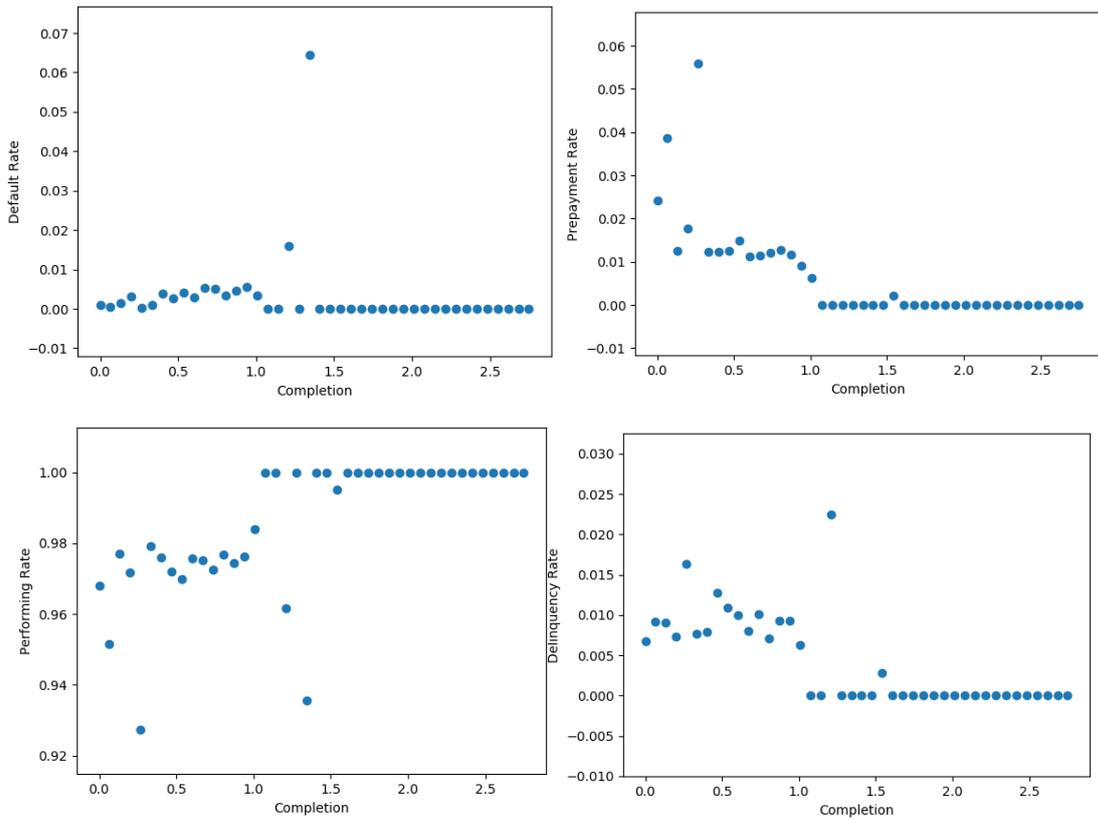 0.07
0.06
0.05
0.04
0.03
0.02
0.01
0.00
−0.01
Default Rate
0.0 0.5 1.0 1.5 2.0 2.5
Completion
0.06
0.05
0.04
0.03
0.02
0.01
0.00
−0.01
Prepayment Rate
0.0 0.5 1.0 1.5 2.0 2.5
Completion
1.00
0.98
0.96
0.94
0.92
Performing Rate
0.0 0.5 1.0 1.5 2.0 2.5
Completion
0.030
0.025
0.020
0.015
0.010
0.005
0.000
−0.005
−0.010
Delinquency Rate
0.0 0.5 1.0 1.5 2.0 2.5
Completion